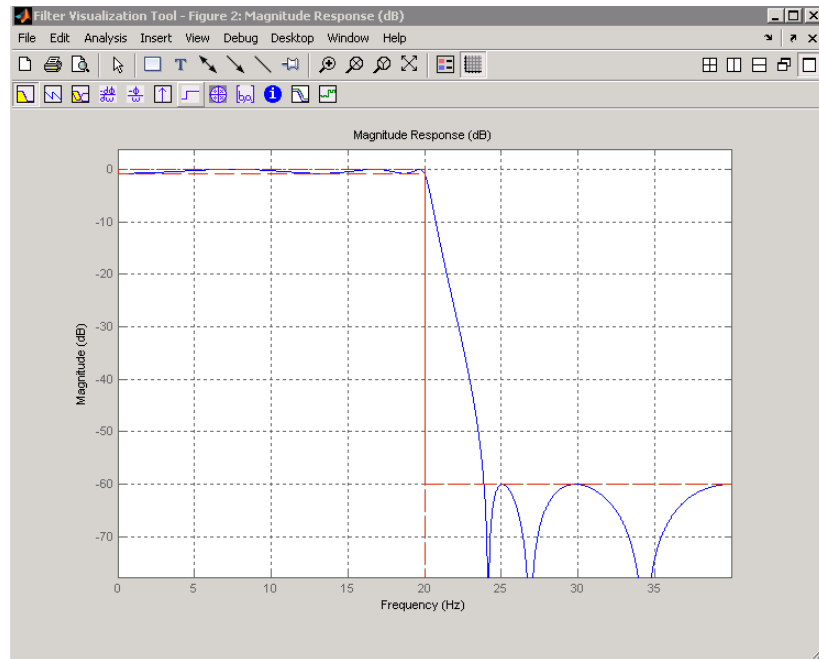 Filter Visualization Tool - Figure 2: Magnitude Response (dB)
File Edit Analysis Insert View Debug Desktop Window Help
T
Magnitude Response (dB)
Magnitude (dB)
0
-10
-20
-30
-40
-50
-60
-70
0 5 10 15 20 25 30 35
Frequency (Hz)